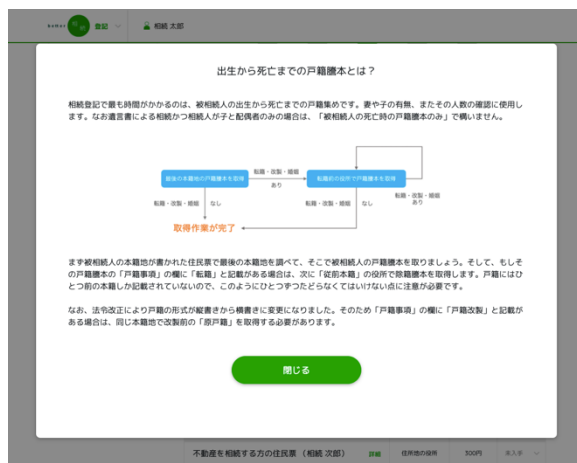 better 相続 登記
相続 太郎
出生から死亡までの戸籍謄本とは？
相続登記で最も時間がかかるのは、被相続人の出生から死亡までの戸籍集めです。妻や子の有無、またその人数の確認に使用し
ます。なお遺言書による相続かつ相続人が子と配偶者のみの場合は、「被相続人の死亡時の戸籍謄本のみ」で構いません。
最後の本籍地の戸籍謄本を取得
転籍・改製・婚姻
あり
転籍前の役所で戸籍謄本を取得
転籍・改製・婚姻 なし
転籍・改製・婚姻 なし
転籍・改製・婚姻
あり
取得作業が完了
まず被相続人の本籍地が書かれた住民票で最後の本籍地を調べて、そこで被相続人の戸籍謄本を取りましょう。そして、もしそ
の戸籍謄本の「戸籍事項」の欄に「転籍」と記載がある場合は、次に「従前本籍」の役所で除籍謄本を取得します。戸籍にはひ
とつ前の本籍しか記載されていないので、このようにひとつずつたどらなくてはいけない点に注意が必要です。
なお、法令改正により戸籍の形式が縦書きから横書きに変更になりました。そのため「戸籍事項」の欄に「戸籍改製」と記載が
ある場合は、同じ本籍地で改製前の「原戸籍」を取得する必要があります。
閉じる
不動産を相続する方の住民票（相続 次郎） 詳細 住所地の役所 300円 未入手